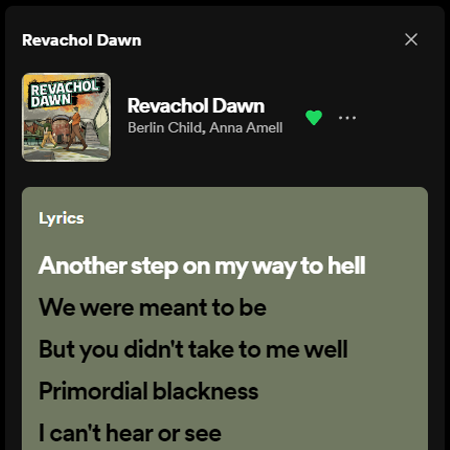 Revachol Dawn
REVACHOL
DAWN
Revachol Dawn
Berlin Child, Anna Amell
Lyrics
Another step on my way to hell
We were meant to be
But you didn't take to me well
Primordial blackness
I can't hear or see